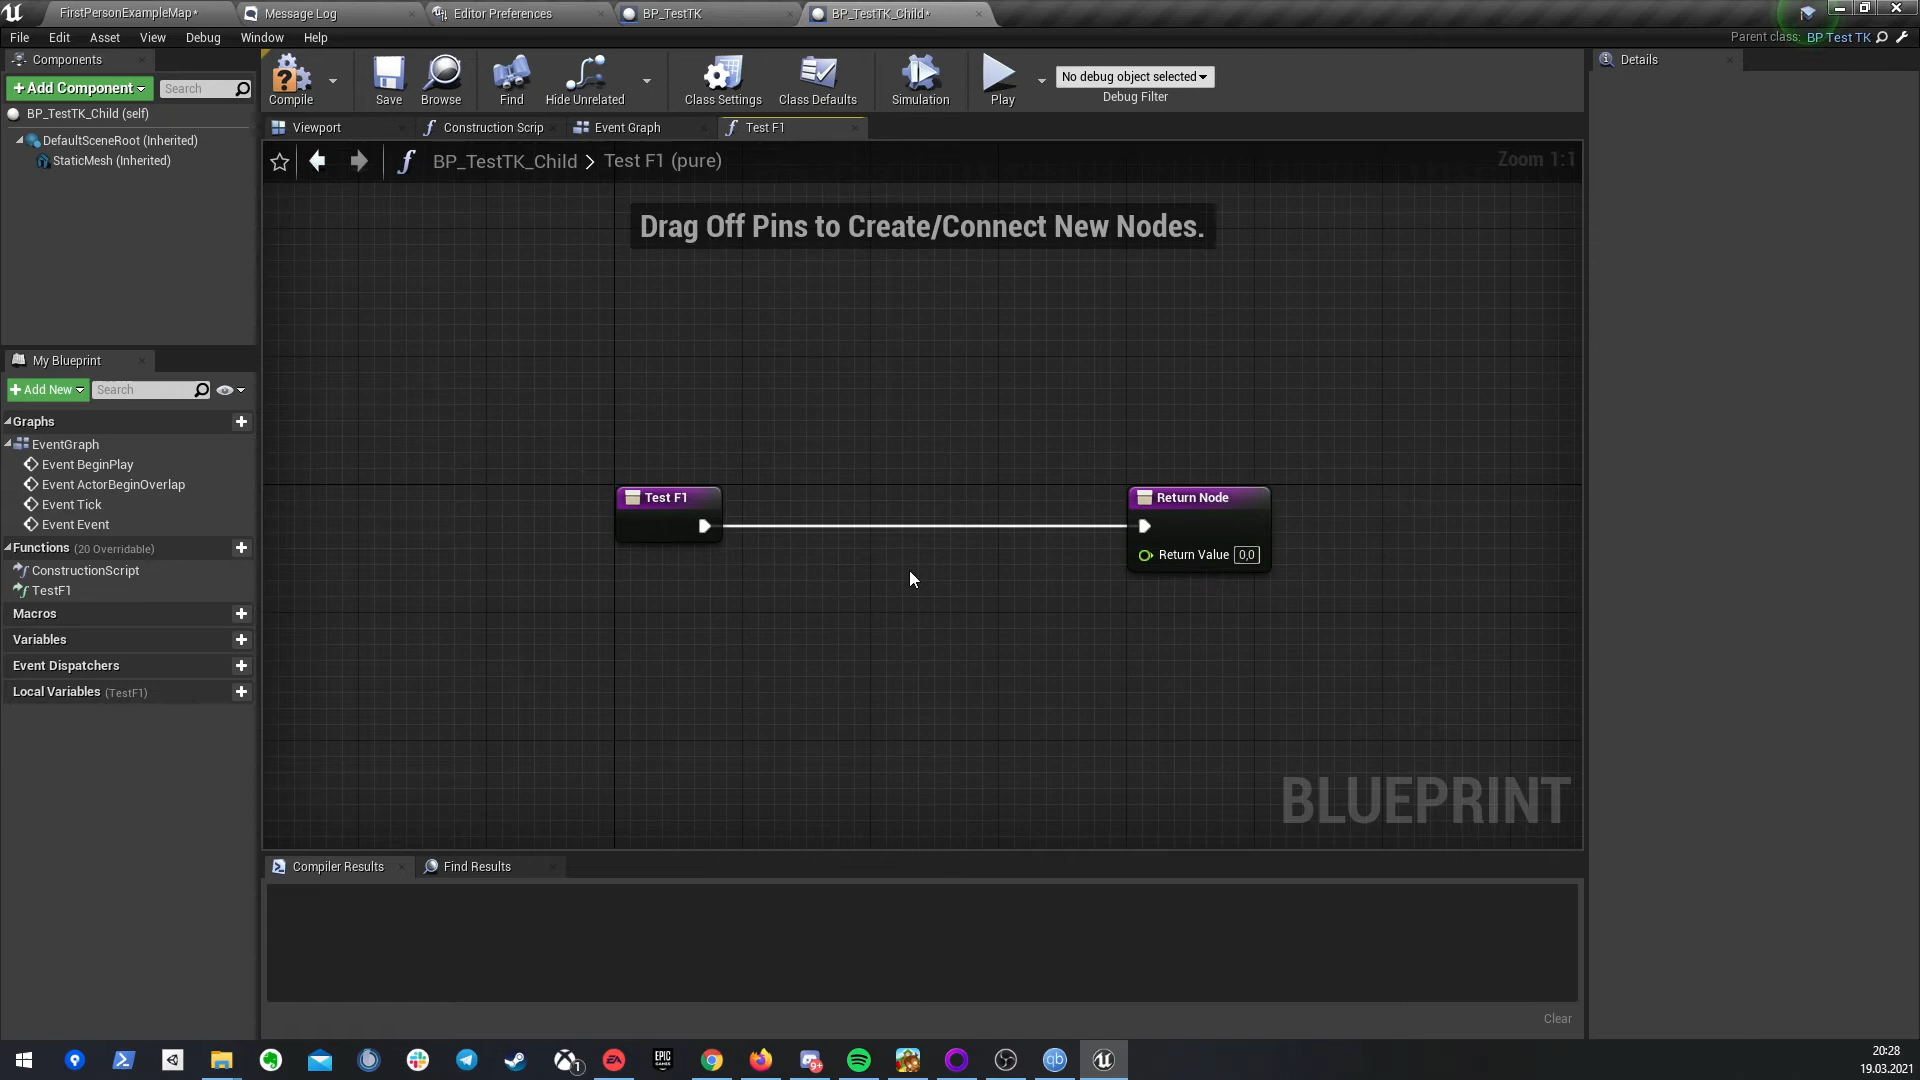 FirstPersonExampleMap*
Message Log
Editor Preferences
BP_TestTK
BP_TestTK_Child*
File Edit Asset View Debug Window Help
Parent class: BP Test TK
Components
+Add Component
Search
BP_TestTK_Child (self)
DefaultSceneRoot (Inherited)
StaticMesh (Inherited)
Compile
Save
Browse
Find
Hide Unrelated
Class Settings
Class Defaults
Simulation
Play
No debug object selected
Debug Filter
Details
Viewport
Construction Scrip
Event Graph
Test F1
BP_TestTK_Child > Test F1 (pure)
Zoom 1:1
Drag Off Pins to Create/Connect New Nodes.
My Blueprint
+Add New
Search
Graphs
EventGraph
Event BeginPlay
Event ActorBeginOverlap
Event Tick
Event Event
Functions (20 Overridable)
ConstructionScript
TestF1
Macros
Variables
Event Dispatchers
Local Variables (TestF1)
Test F1
Return Node
Return Value 0,0
BLUEPRINT
Compiler Results
Find Results
Clear
1
EA
EPIC
GAMES
9+
qb
20:28
19.03.2021